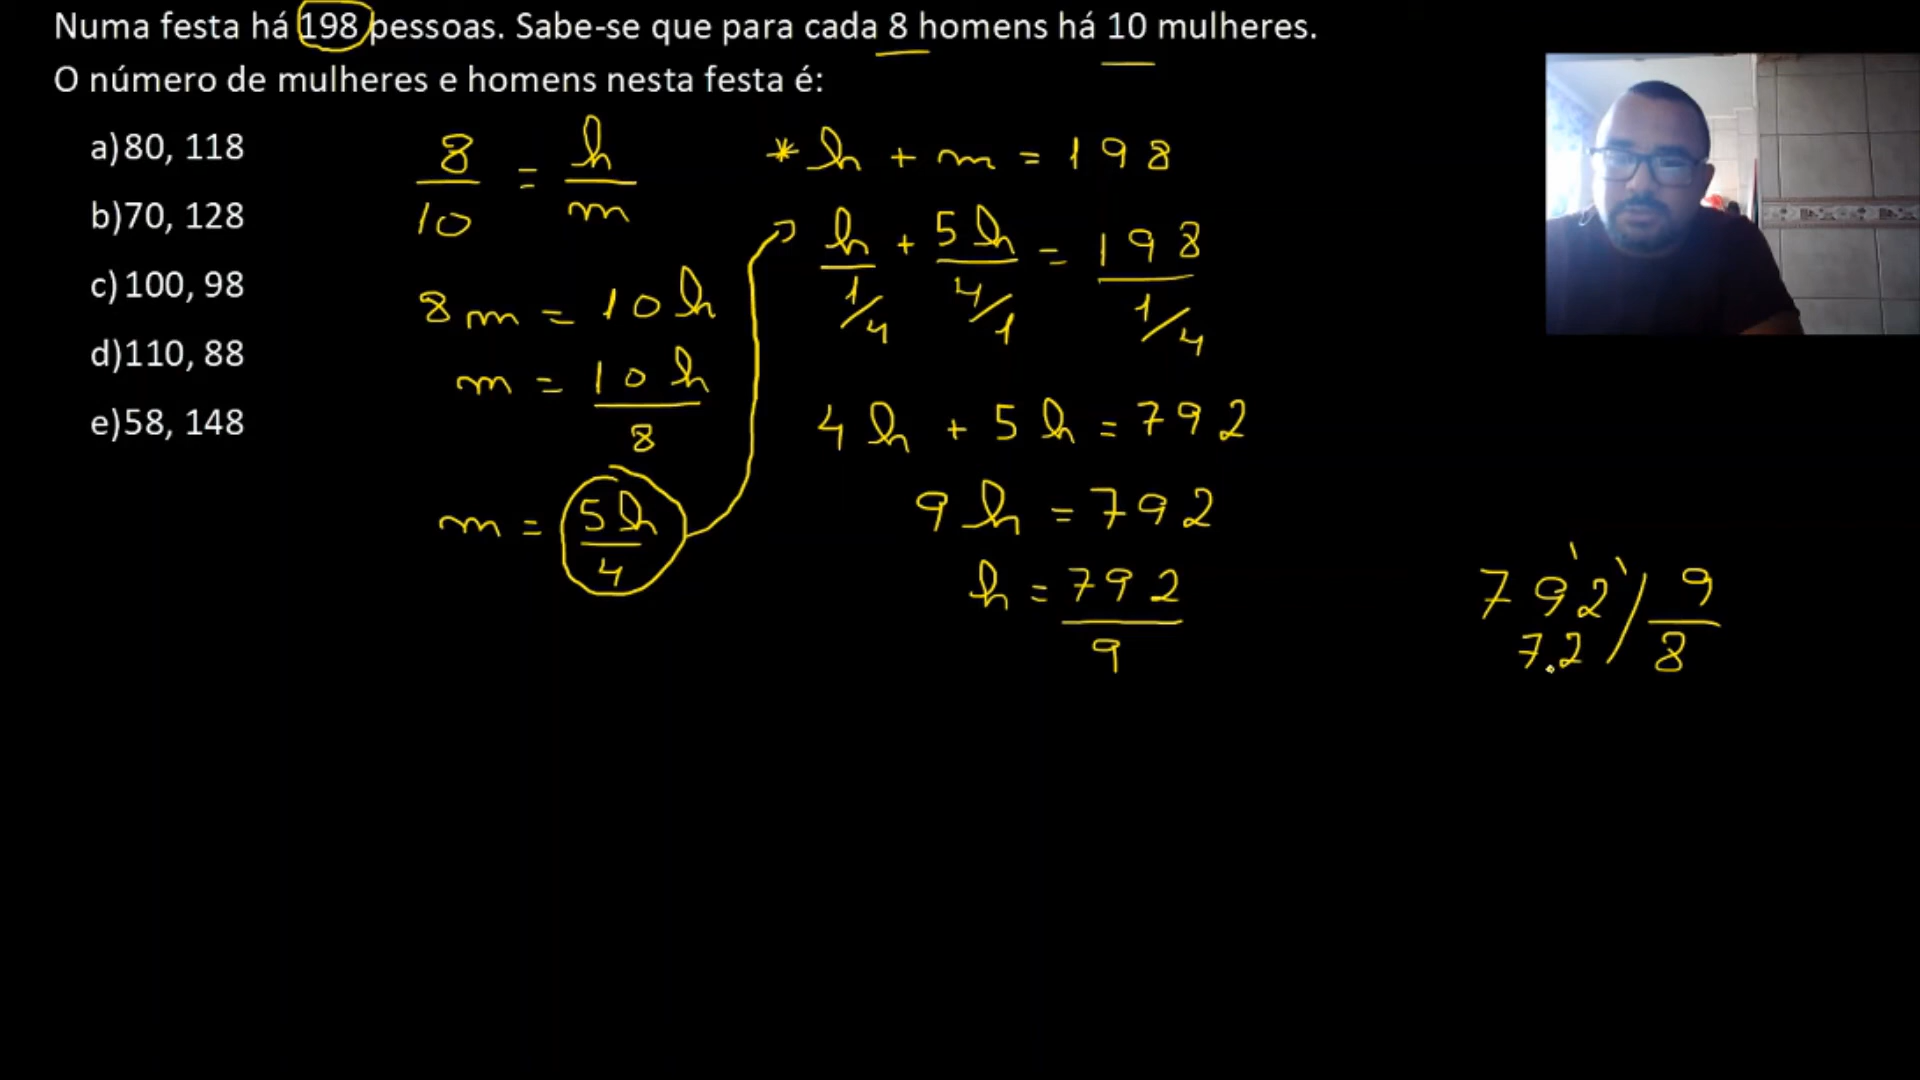 Numa festa há 198 pessoas. Sabe-se que para cada 8 homens há 10 mulheres.
O número de mulheres e homens nesta festa é:
a)80, 118
b)70, 128
c)100, 98
d)110, 88
e)58, 148
8/10 = h/m
8m = 10h
m = 10h/8
m = 5h/4
* h + m = 198
h/1 + 5h/4 = 198/1
/4 /1 /4
4h + 5h = 792
9h = 792
h = 792/9
792 / 9
72 / 8